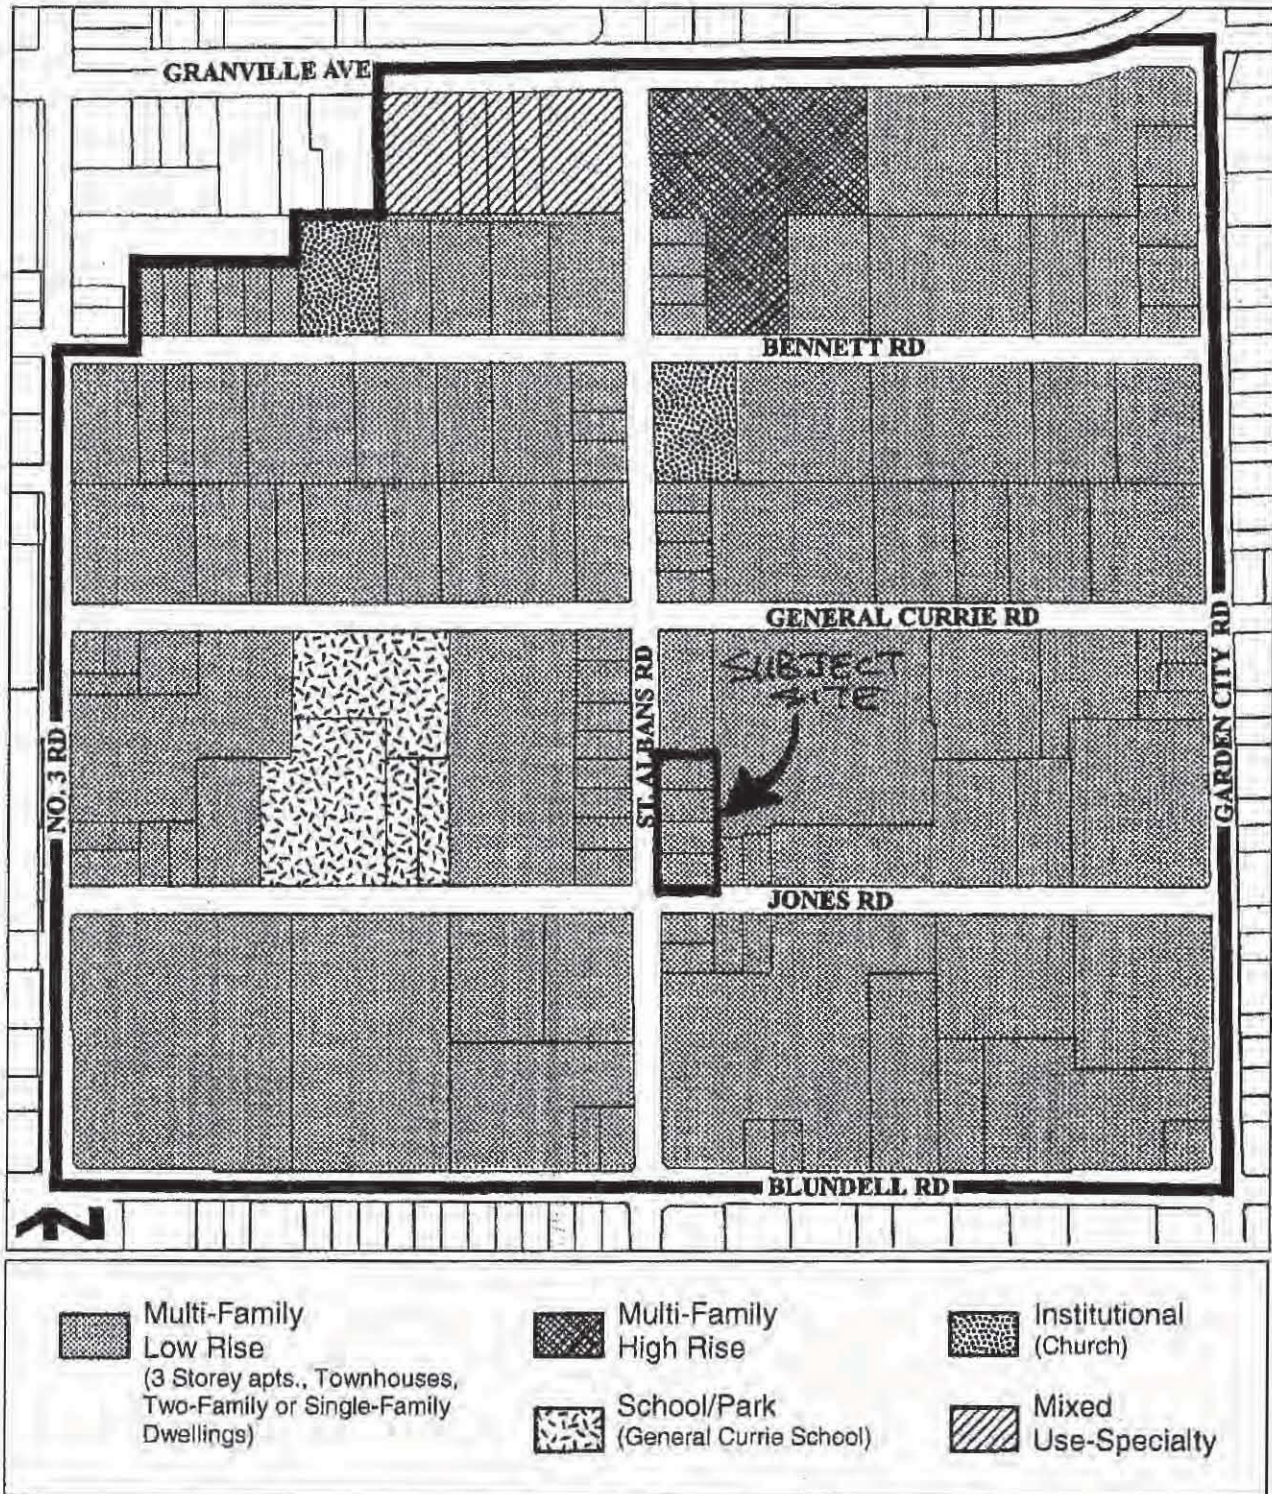 GRANVILLE AVE
BENNETT RD
GENERAL CURRIE RD
SUBJECT
SITE
ST. ALBANS RD
NO. 3 RD
GARDEN CITY RD
JONES RD
BLUNDELL RD
N
Multi-Family
Low Rise
(3 Storey apts., Townhouses,
Two-Family or Single-Family
Dwellings)
Multi-Family
High Rise
School/Park
(General Currie School)
Institutional
(Church)
Mixed
Use-Specialty